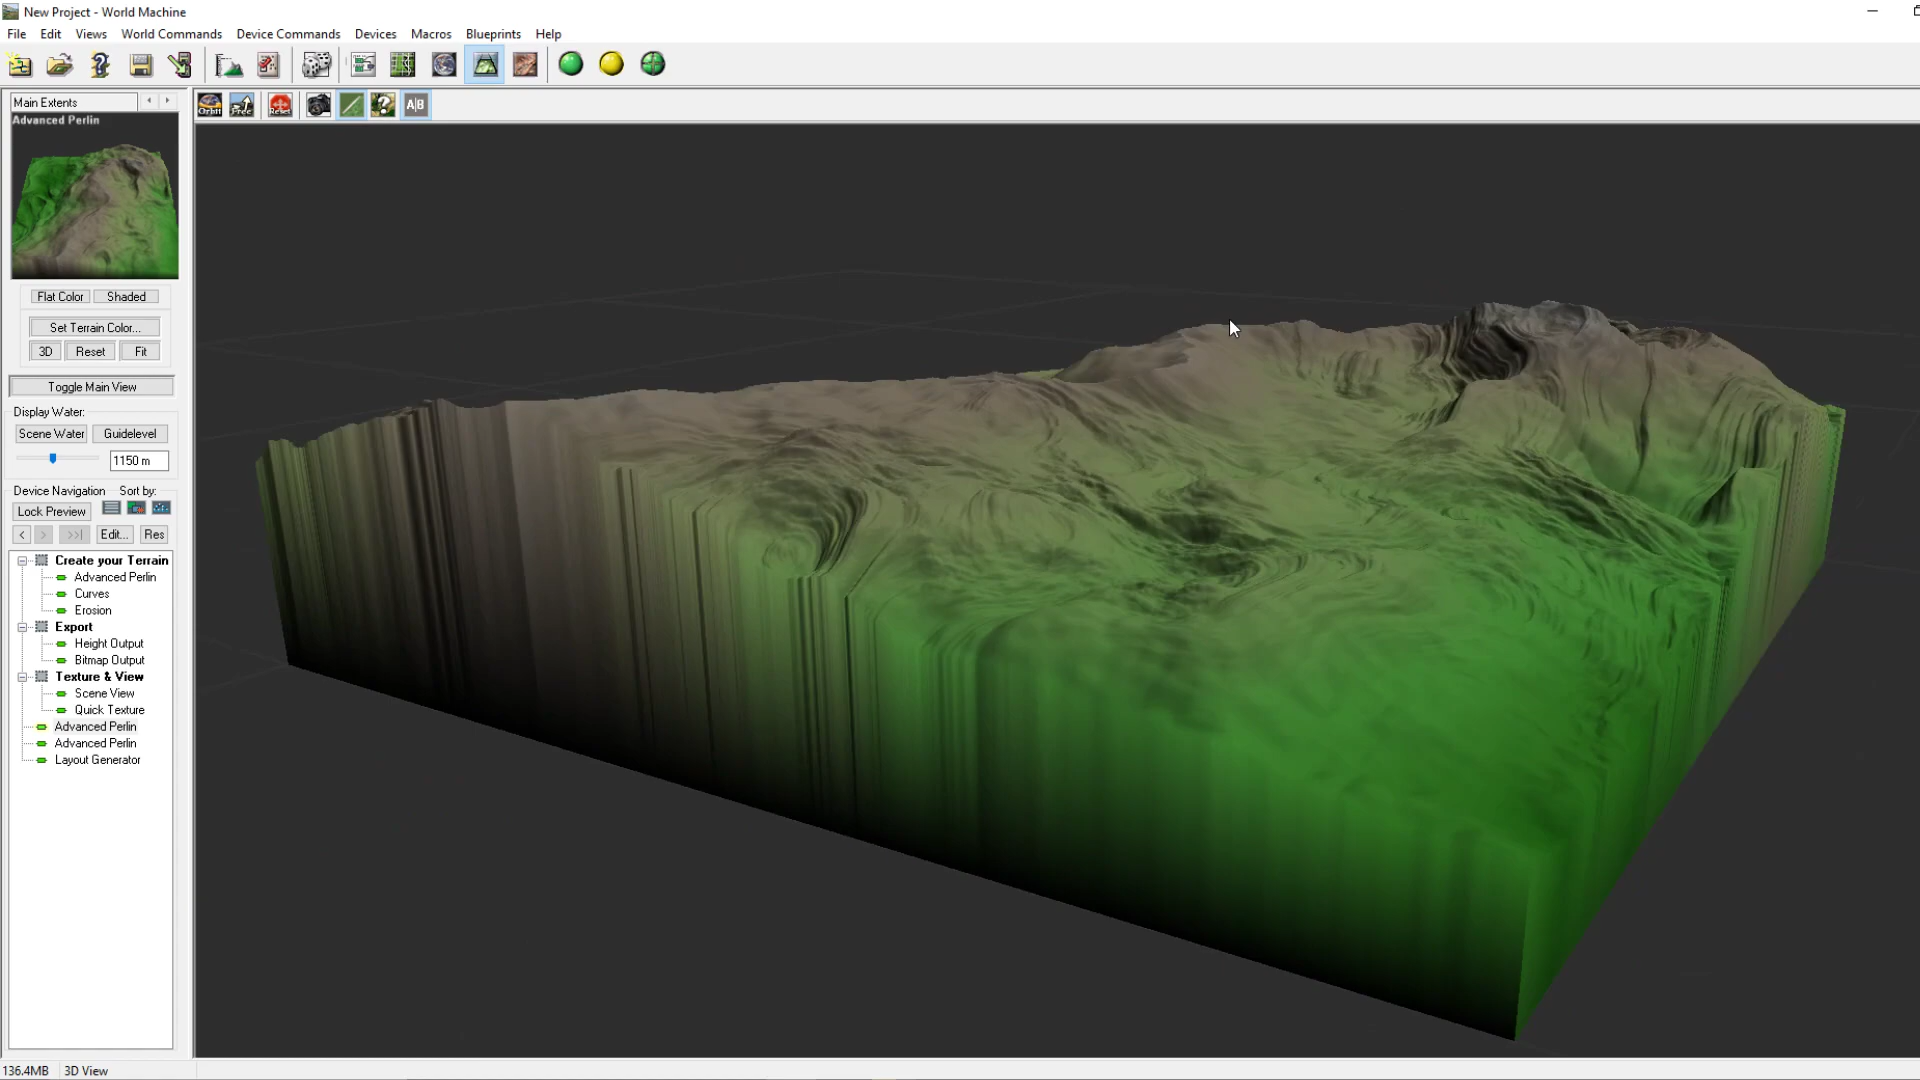 New Project - World Machine
File Edit Views World Commands Device Commands Devices Macros Blueprints Help
Main Extents
Orbit Free Reset A|B
Advanced Perlin
Flat Color Shaded
Set Terrain Color...
3D Reset Fit
Toggle Main View
Display Water:
Scene Water Guidelevel
1150 m
Device Navigation Sort by:
Lock Preview
< > >>| Edit... Res
Create your Terrain
Advanced Perlin
Curves
Erosion
Export
Height Output
Bitmap Output
Texture & View
Scene View
Quick Texture
Advanced Perlin
Advanced Perlin
Layout Generator
136.4MB 3D View